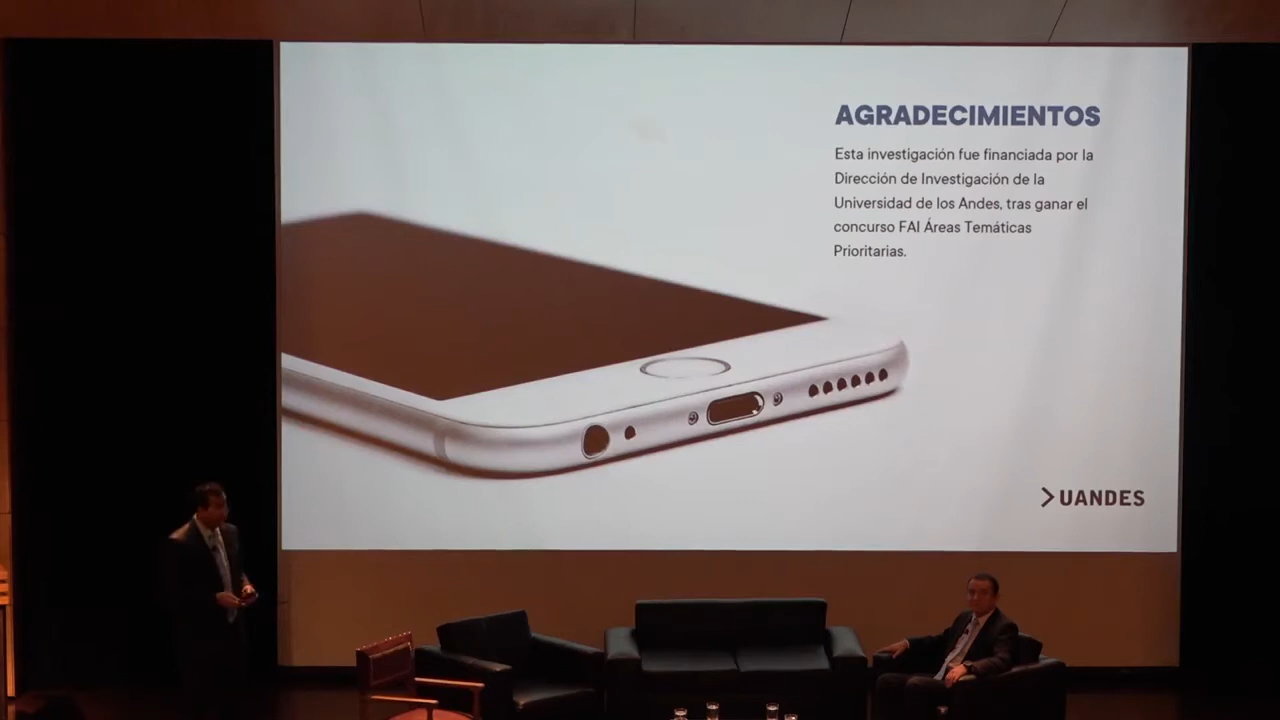 AGRADECIMIENTOS
Esta investigación fue financiada por la
Dirección de Investigación de la
Universidad de los Andes, tras ganar el
concurso FAI Áreas Temáticas
Prioritarias.
UANDES